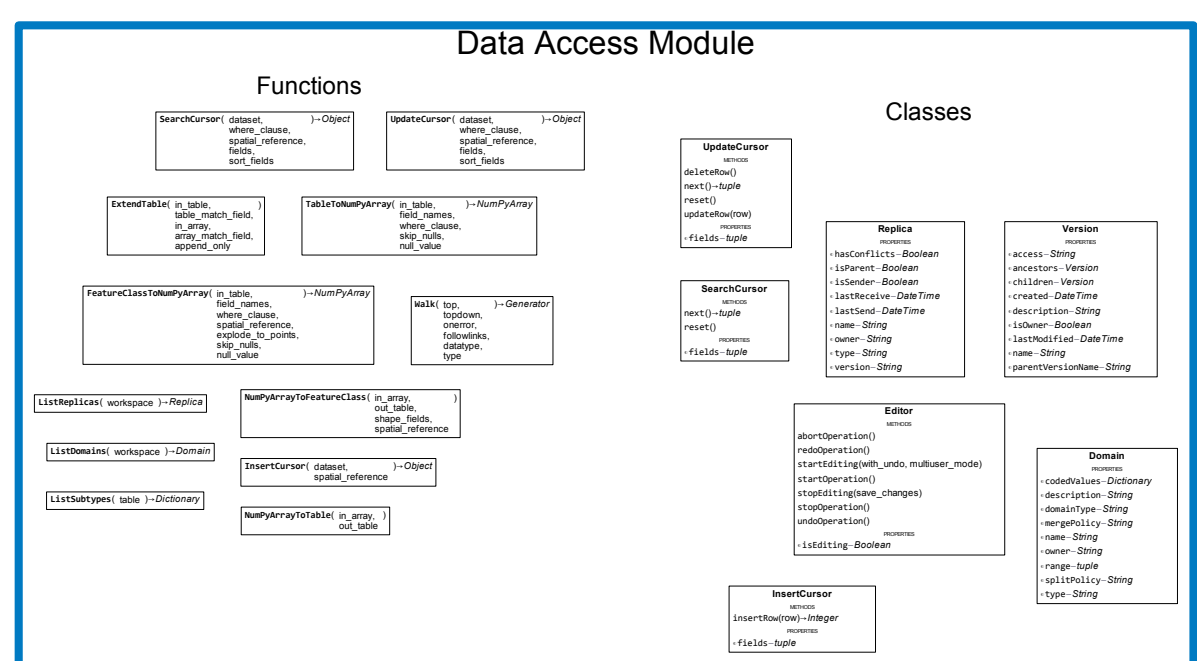 Data Access Module
Functions
SearchCursor( dataset, )→Object
where_clause,
spatial_reference,
fields,
sort_fields
UpdateCursor( dataset, )→Object
where_clause,
spatial_reference,
fields,
sort_fields
ExtendTable( in_table, )
table_match_field,
in_array,
array_match_field,
append_only
TableToNumPyArray( in_table, )→NumPyArray
field_names,
where_clause,
skip_nulls,
null_value
FeatureClassToNumPyArray( in_table, )→NumPyArray
field_names,
where_clause,
spatial_reference,
explode_to_points,
skip_nulls,
null_value
Walk( top, )→Generator
topdown,
onerror,
followlinks,
datatype,
type
ListReplicas( workspace )→Replica
NumPyArrayToFeatureClass( in_array, )
out_table,
shape_fields,
spatial_reference
ListDomains( workspace )→Domain
InsertCursor( dataset, )→Object
spatial_reference
ListSubtypes( table )→Dictionary
NumPyArrayToTable( in_array, )
out_table
Classes
UpdateCursor
METHODS
deleteRow()
next()→tuple
reset()
updateRow(row)
PROPERTIES
▫fields—tuple
SearchCursor
METHODS
next()→tuple
reset()
PROPERTIES
▫fields—tuple
Replica
PROPERTIES
▫hasConflicts—Boolean
▫isParent—Boolean
▫isSender—Boolean
▫lastReceive—DateTime
▫lastSend—DateTime
▫name—String
▫owner—String
▫type—String
▫version—String
Version
PROPERTIES
▫access—String
▫ancestors—Version
▫children—Version
▫created—DateTime
▫description—String
▫isOwner—Boolean
▫lastModified—DateTime
▫name—String
▫parentVersionName—String
Editor
METHODS
abortOperation()
redoOperation()
startEditing(with_undo, multiuser_mode)
startOperation()
stopEditing(save_changes)
stopOperation()
undoOperation()
PROPERTIES
▫isEditing—Boolean
Domain
PROPERTIES
▫codedValues—Dictionary
▫description—String
▫domainType—String
▫mergePolicy—String
▫name—String
▫owner—String
▫range—tuple
▫splitPolicy—String
▫type—String
InsertCursor
METHODS
insertRow(row)→Integer
PROPERTIES
▫fields—tuple